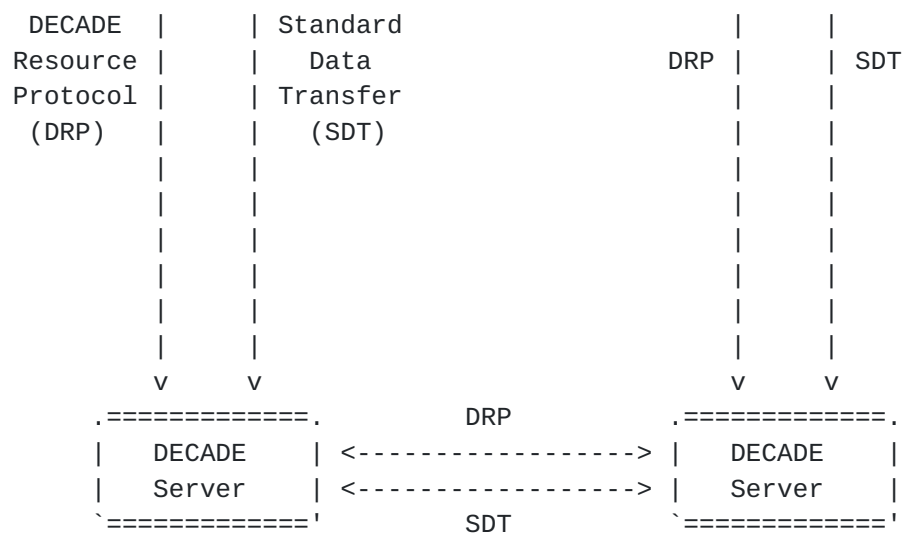 DECADE Standard
Resource Data DRP SDT
Protocol Transfer
(DRP) (SDT)
v v v v
DRP
DECADE DECADE
Server Server
SDT